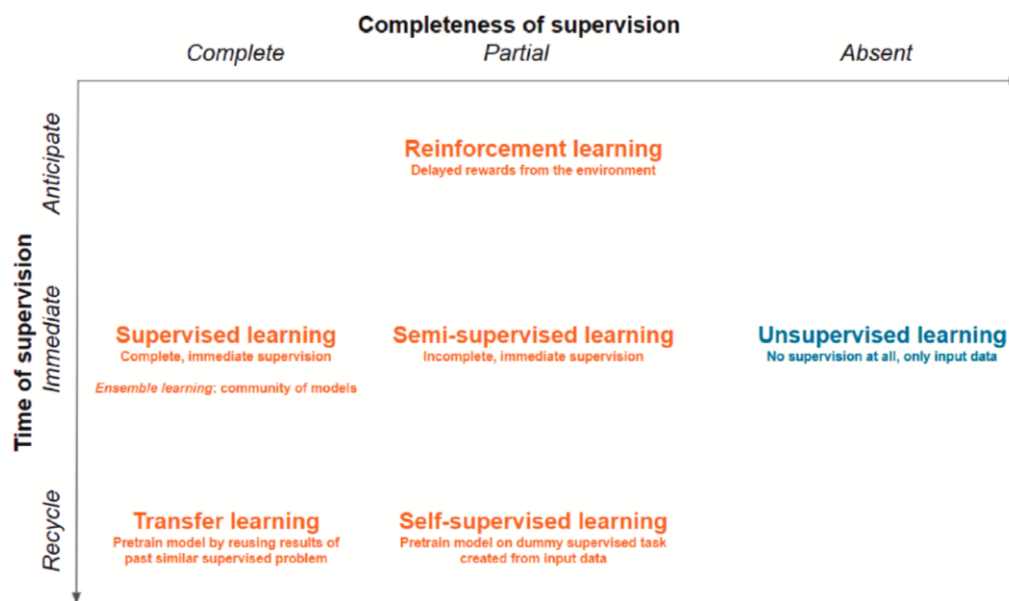 Completeness of supervision
Complete
Partial
Absent
Time of supervision
Anticipate
Reinforcement learning
Delayed rewards from the environment
Immediate
Supervised learning
Complete, immediate supervision
Ensemble learning: community of models
Semi-supervised learning
Incomplete, immediate supervision
Unsupervised learning
No supervision at all, only input data
Recycle
Transfer learning
Pretrain model by reusing results of
past similar supervised problem
Self-supervised learning
Pretrain model on dummy supervised task
created from input data